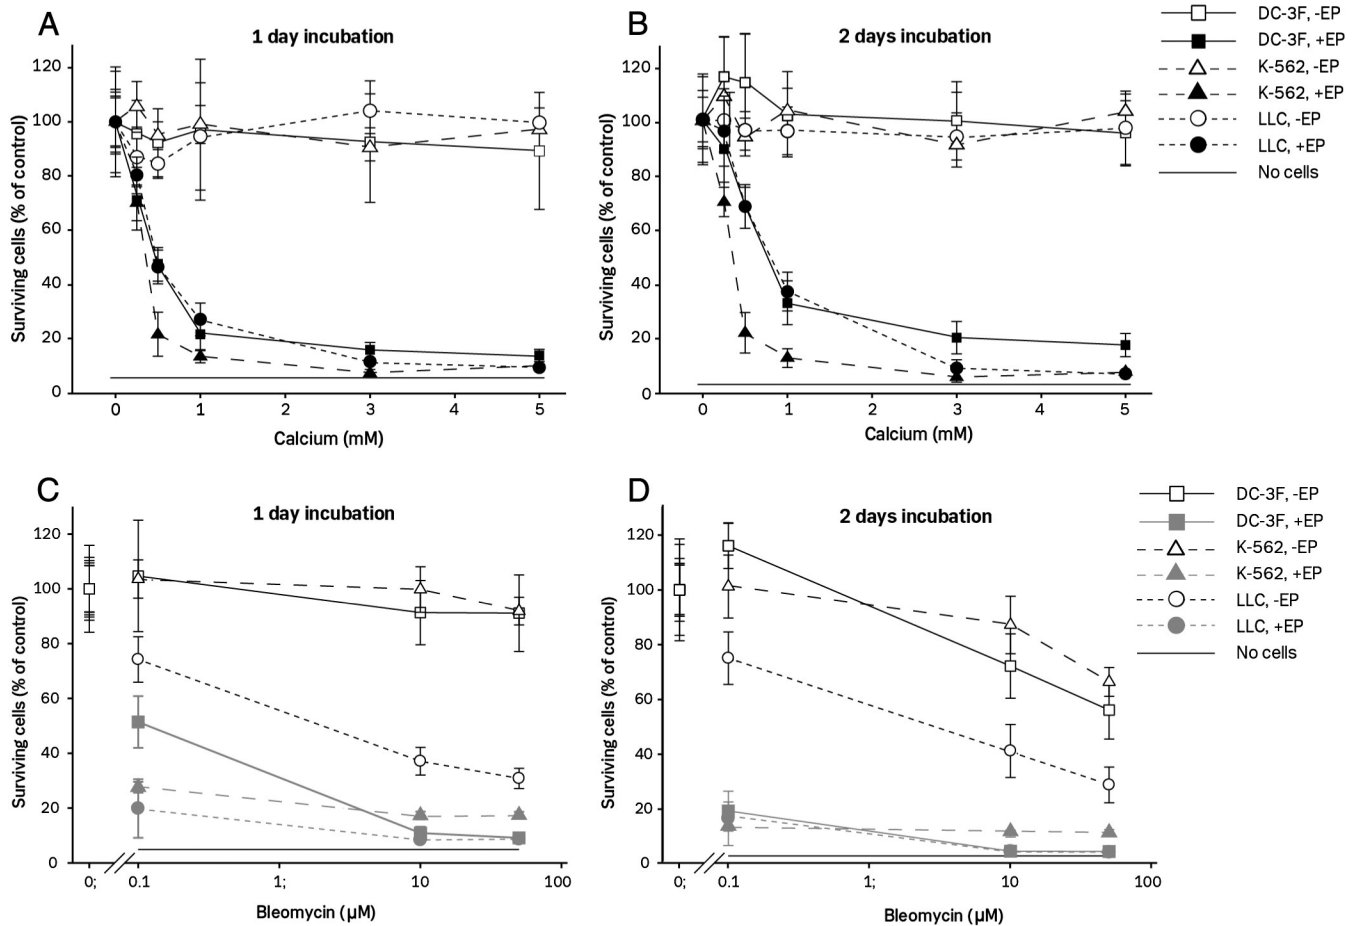 A
1 day incubation
Surviving cells (% of control)
120
100
80
60
40
20
0
0 1 2 3 4 5
Calcium (mM)
B
2 days incubation
Surviving cells (% of control)
120
100
80
60
40
20
0
0 1 2 3 4 5
Calcium (mM)
DC-3F, -EP
DC-3F, +EP
K-562, -EP
K-562, +EP
LLC, -EP
LLC, +EP
No cells
C
1 day incubation
Surviving cells (% of control)
120
100
80
60
40
20
0
0; 0.1 1; 10 100
Bleomycin (µM)
D
2 days incubation
Surviving cells (% of control)
120
100
80
60
40
20
0
0; 0.1 1; 10 100
Bleomycin (µM)
DC-3F, -EP
DC-3F, +EP
K-562, -EP
K-562, +EP
LLC, -EP
LLC, +EP
No cells